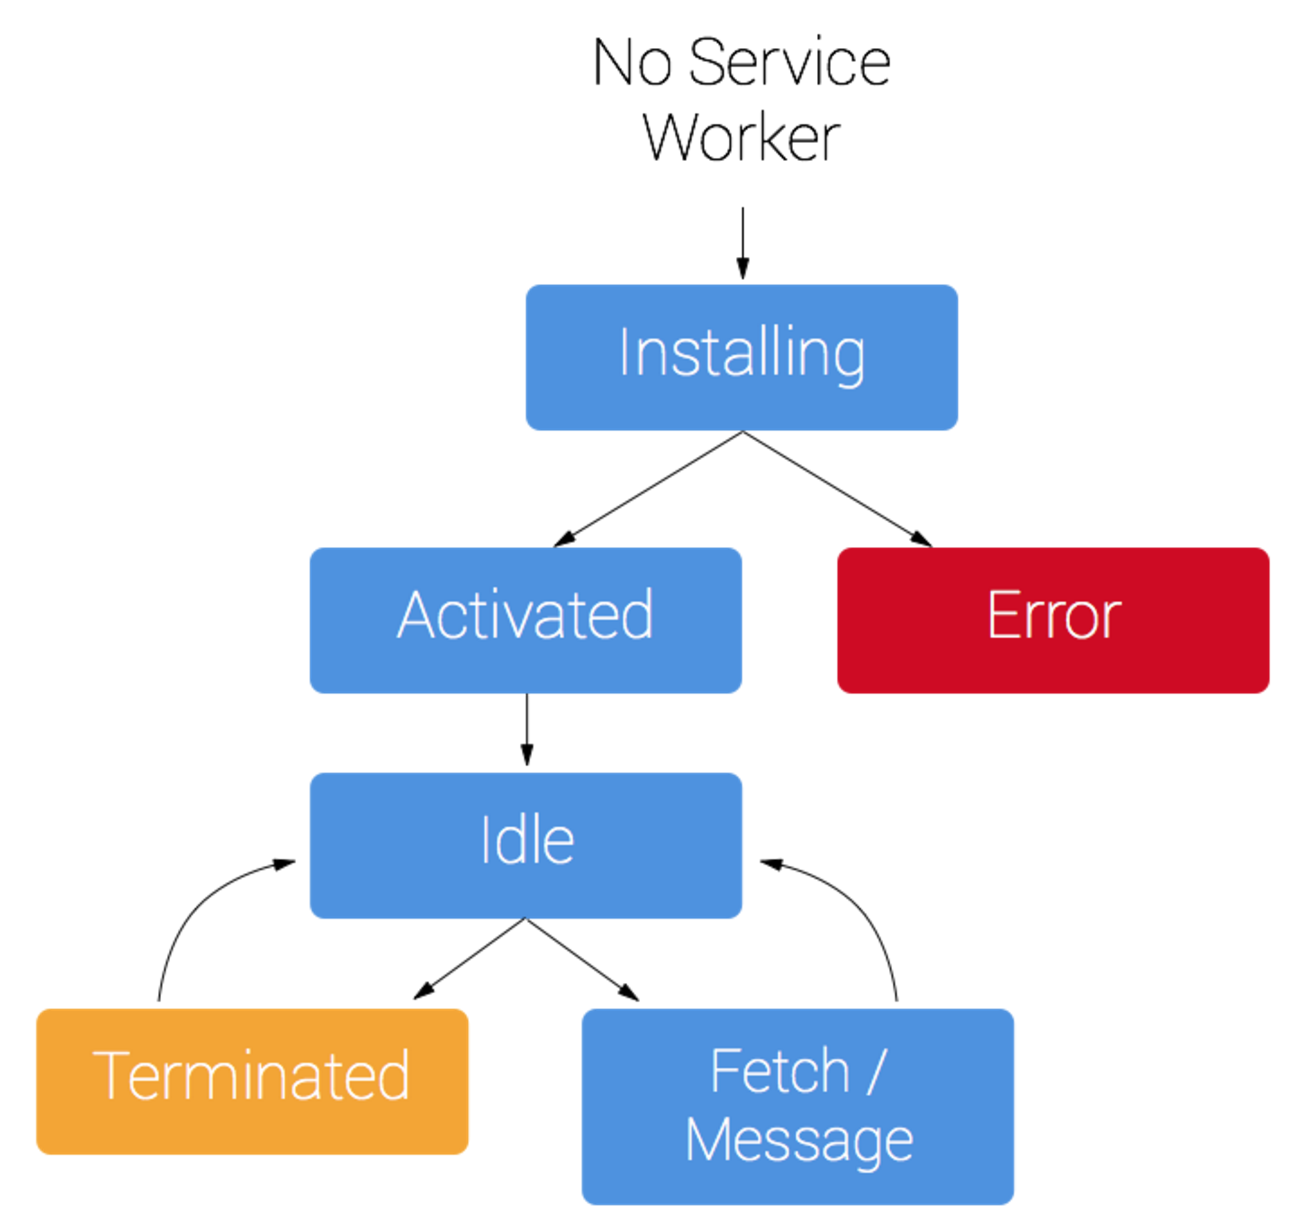 No Service
Worker
Installing
Activated
Error
Idle
Terminated
Fetch /
Message